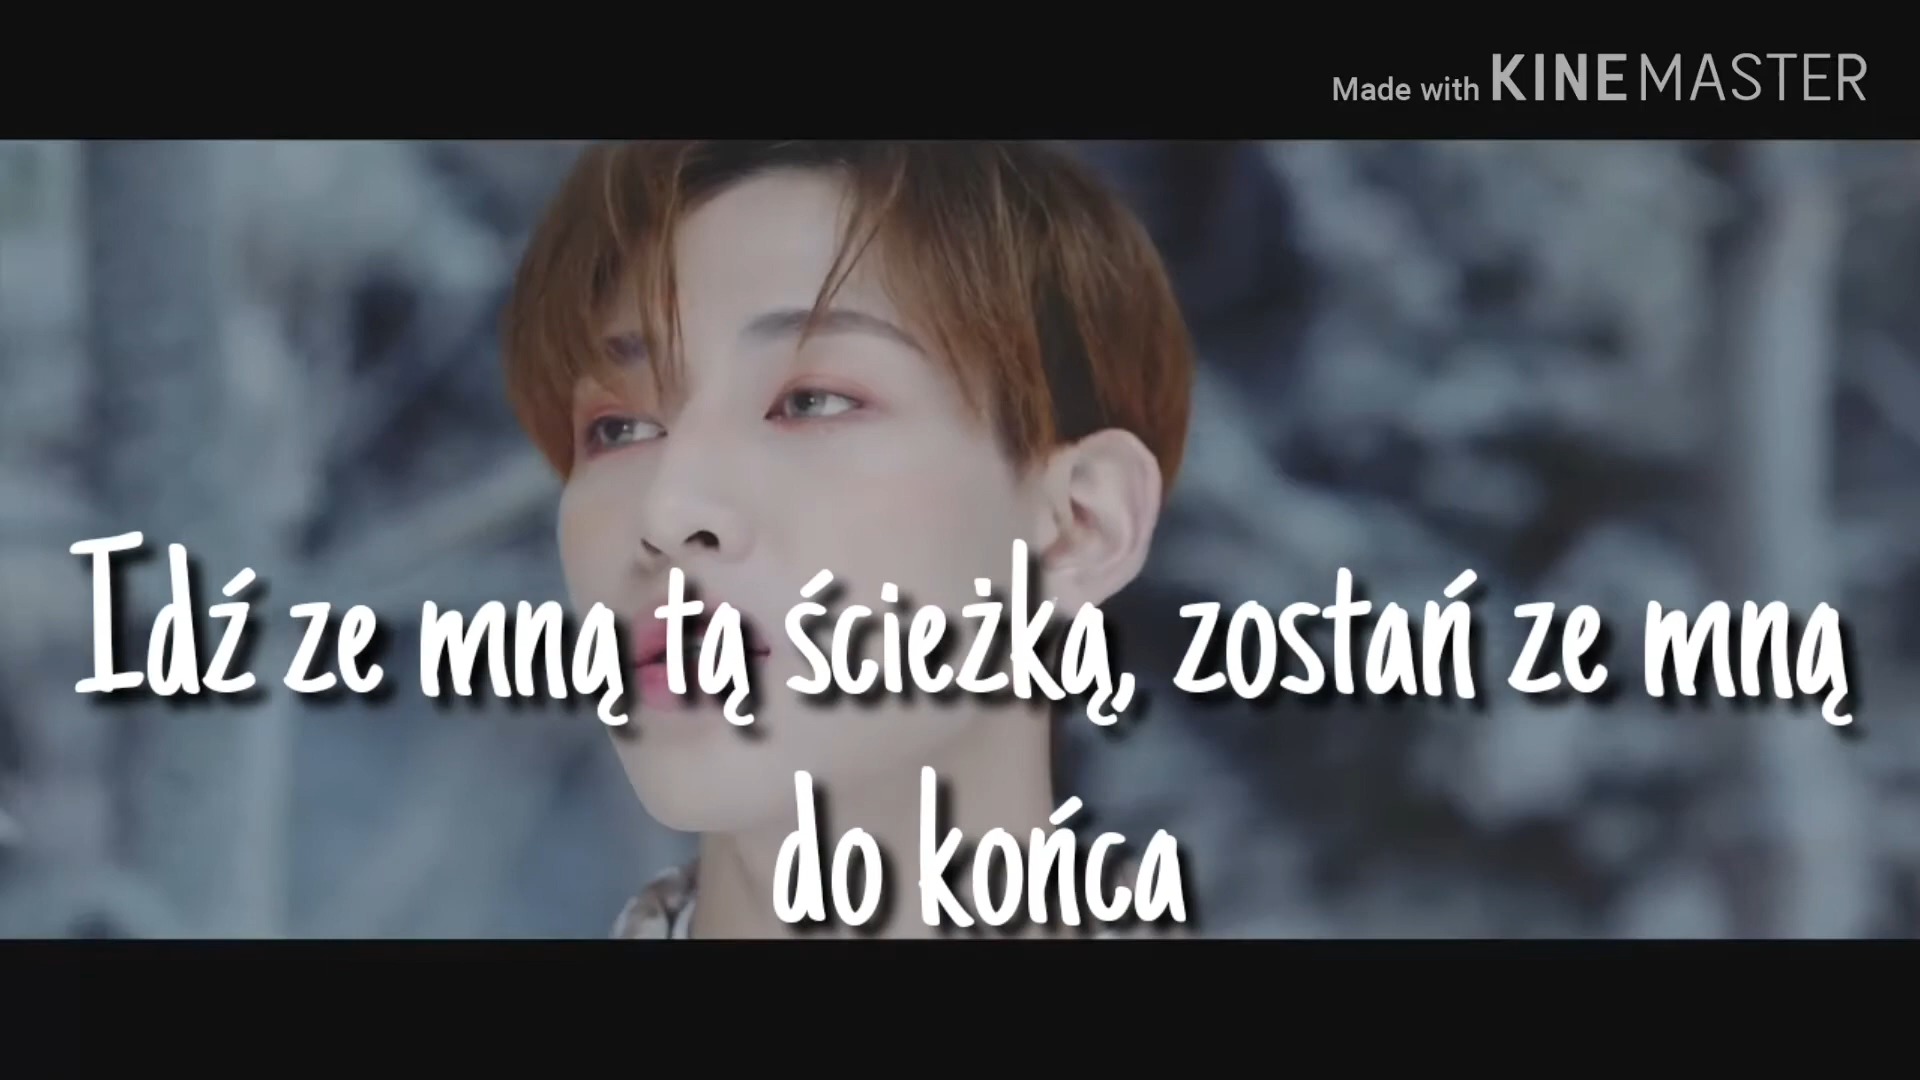 Made with KINEMASTER
Idź ze mną tą ścieżką, zostań ze mną
do końca